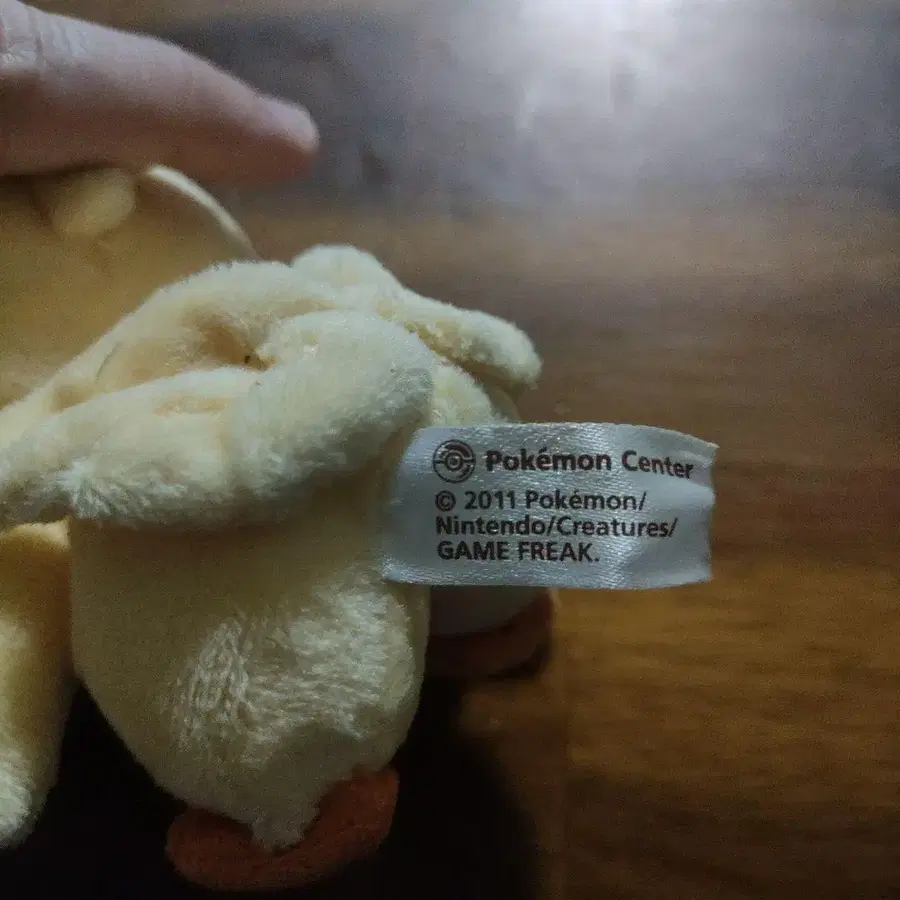 Pokémon Center
© 2011 Pokémon/
Nintendo/Creatures/
GAME FREAK.